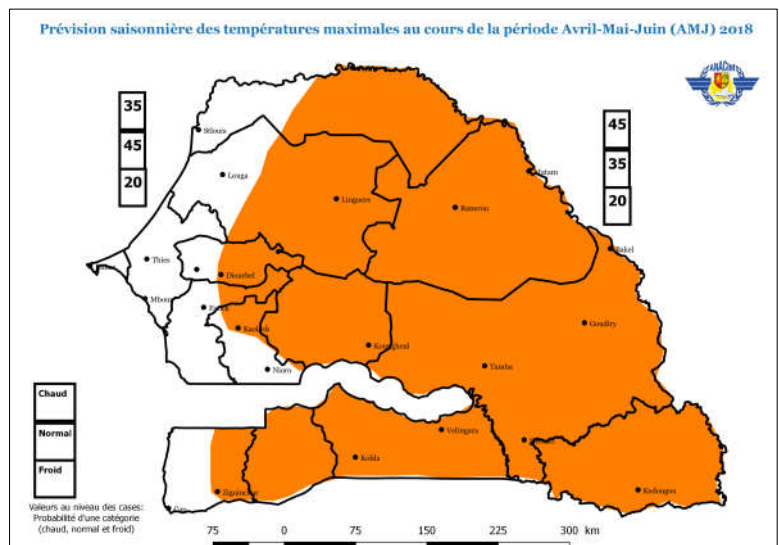 Prévision saisonnière des températures maximales au cours de la période Avril-Mai-Juin (AMJ) 2018
35
45
20
45
35
20
Louga
Matam
Linguere
Ranerou
Bakel
Thies
Diourbel
Mbour
Kaolack
Goudiry
Nioro
Tamba
Chaud
Normal
Froid
Velingara
Kolda
Kedougou
Ziguinchor
Valeurs au niveau des cases:
Probabilité d'une catégorie
(chaud, normal et froid)
75 0 75 150 225 300 km